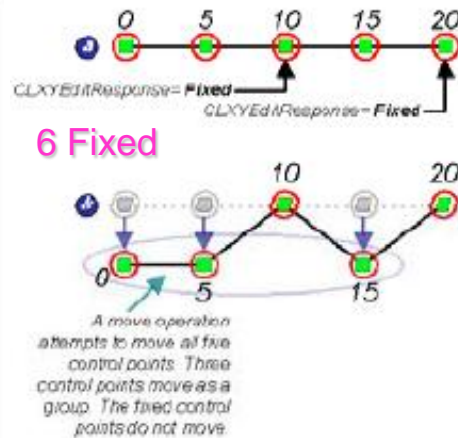 0 5 10 15 20
CLXYEditResponse= Fixed
CLXYEditResponse= Fixed
6 Fixed
10 20
0 5 15
A move operation
attempts to move all five
control points. Three
control points move as a
group. The fixed control
points do not move.